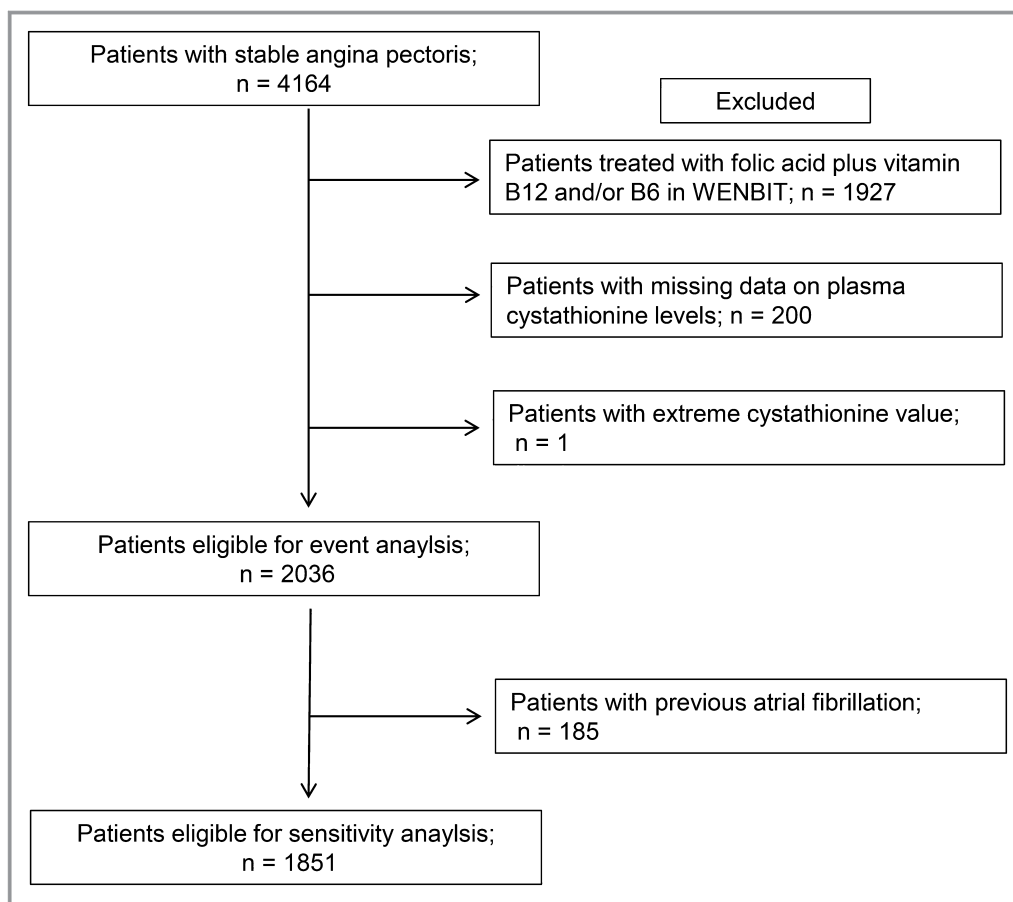 Patients with stable angina pectoris;
n = 4164
Excluded
Patients treated with folic acid plus vitamin
B12 and/or B6 in WENBIT; n = 1927
Patients with missing data on plasma
cystathionine levels; n = 200
Patients with extreme cystathionine value;
n = 1
Patients eligible for event anaylsis;
n = 2036
Patients with previous atrial fibrillation;
n = 185
Patients eligible for sensitivity anaylsis;
n = 1851